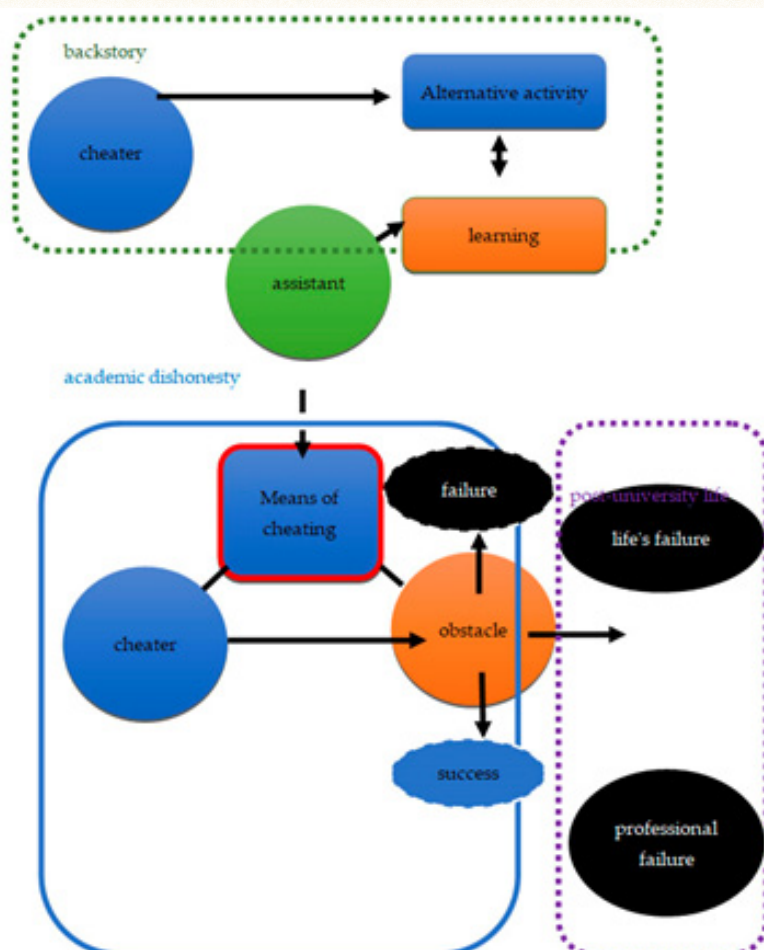 backstory
Alternative activity
cheater
learning
assistant
academic dishonesty
Means of
cheating
failure
post-university life
life's failure
cheater
obstacle
success
professional
failure